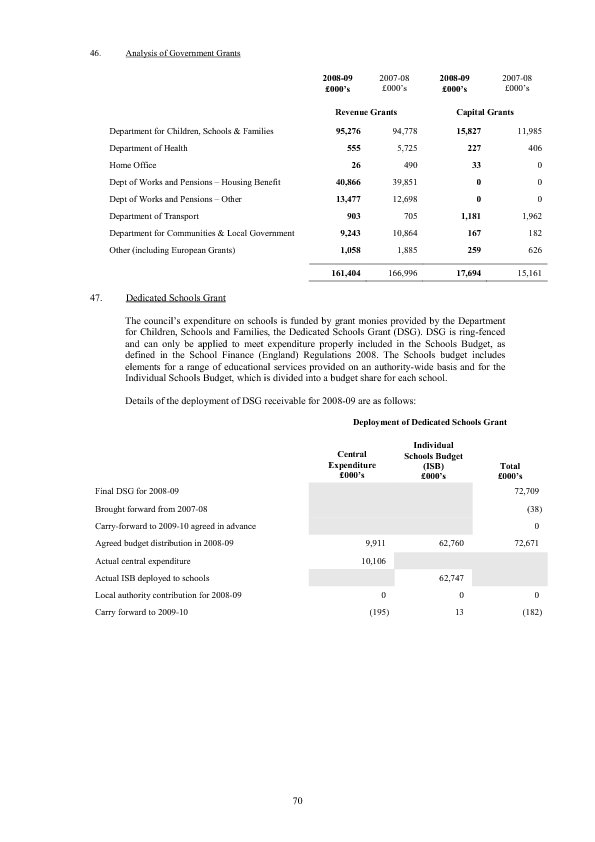 46. Analysis of Government Grants
2008-09 2007-08 2008-09 2007-08
£000's £000's £000's £000's
Revenue Grants Capital Grants
Department for Children, Schools & Families 95,276 94,778 15,827 11,985
Department of Health 555 5,725 227 406
Home Office 26 490 33 0
Dept of Works and Pensions – Housing Benefit 40,866 39,851 0 0
Dept of Works and Pensions – Other 13,477 12,698 0 0
Department of Transport 903 705 1,181 1,962
Department for Communities & Local Government 9,243 10,864 167 182
Other (including European Grants) 1,058 1,885 259 626
161,404 166,996 17,694 15,161
47. Dedicated Schools Grant
The council's expenditure on schools is funded by grant monies provided by the Department
for Children, Schools and Families, the Dedicated Schools Grant (DSG). DSG is ring-fenced
and can only be applied to meet expenditure properly included in the Schools Budget, as
defined in the School Finance (England) Regulations 2008. The Schools budget includes
elements for a range of educational services provided on an authority-wide basis and for the
Individual Schools Budget, which is divided into a budget share for each school.
Details of the deployment of DSG receivable for 2008-09 are as follows:
Deployment of Dedicated Schools Grant
Individual
Central Schools Budget
Expenditure (ISB) Total
£000's £000's £000's
Final DSG for 2008-09 72,709
Brought forward from 2007-08 (38)
Carry-forward to 2009-10 agreed in advance 0
Agreed budget distribution in 2008-09 9,911 62,760 72,671
Actual central expenditure 10,106
Actual ISB deployed to schools 62,747
Local authority contribution for 2008-09 0 0 0
Carry forward to 2009-10 (195) 13 (182)
70